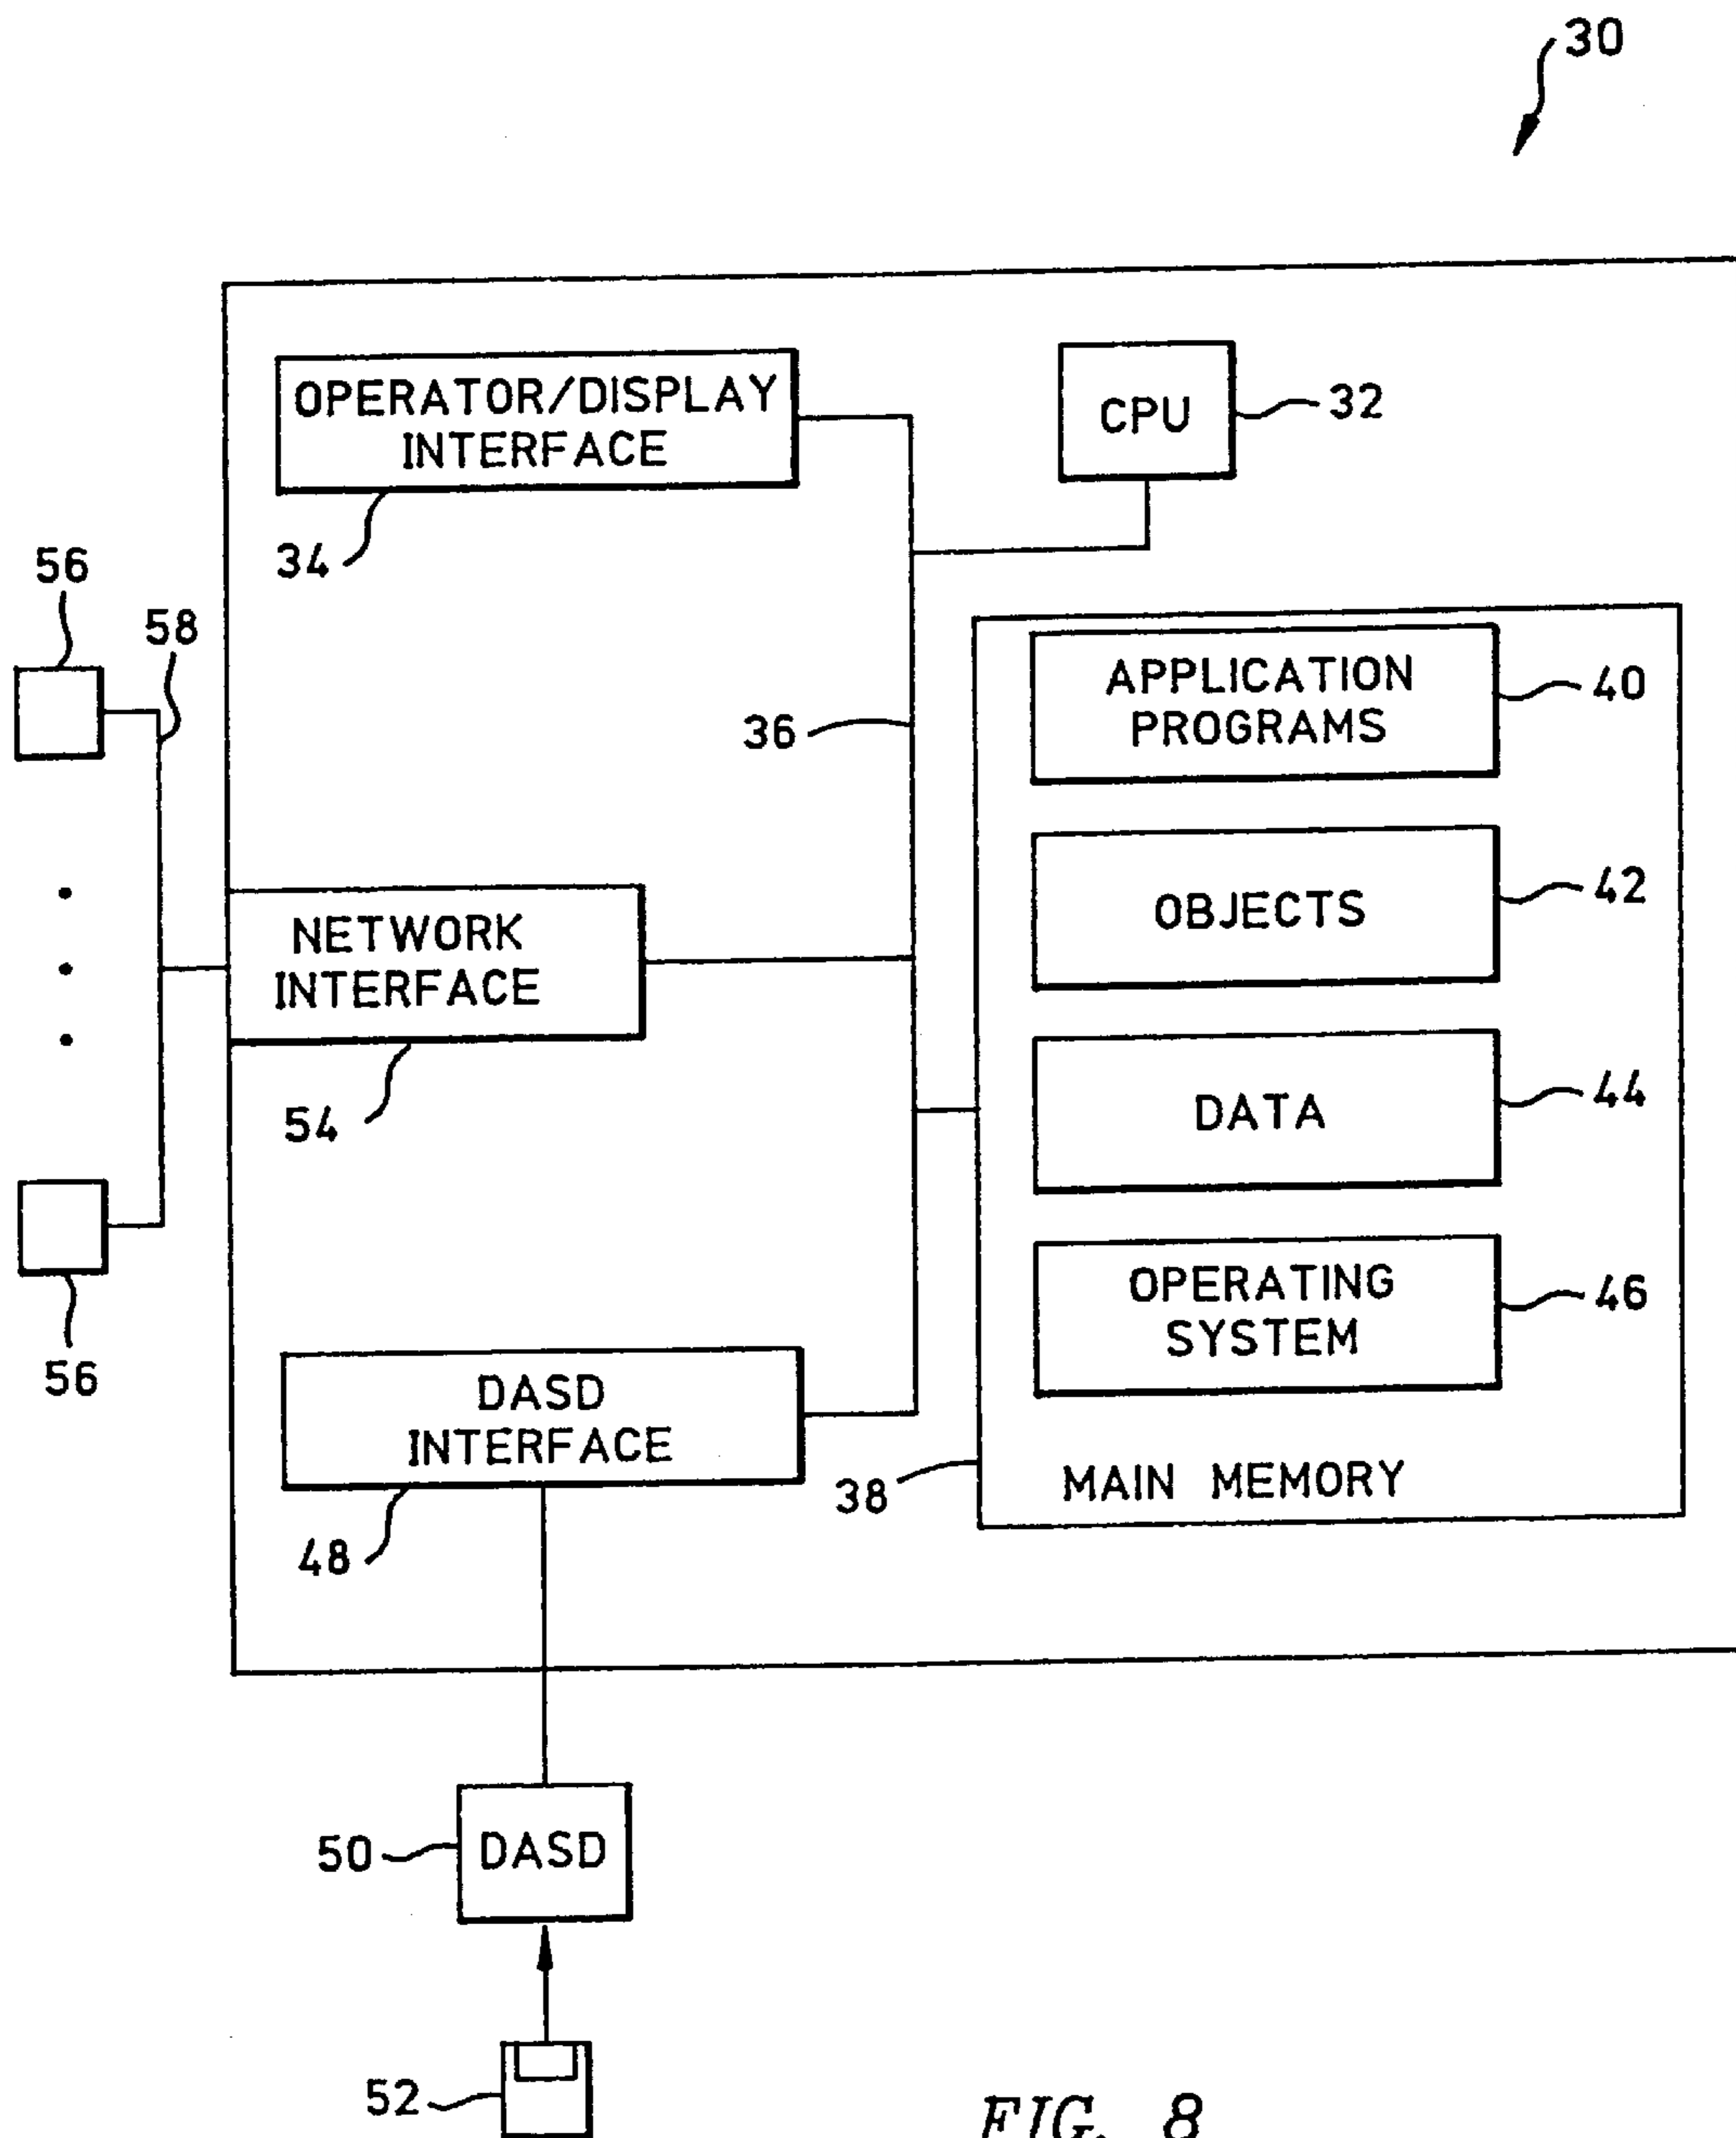 30
OPERATOR/DISPLAY
INTERFACE
34
CPU
32
56
58
36
APPLICATION
PROGRAMS
40
OBJECTS
42
NETWORK
INTERFACE
54
DATA
44
OPERATING
SYSTEM
46
56
DASD
INTERFACE
48
38
MAIN MEMORY
50
DASD
52
FIG. 8